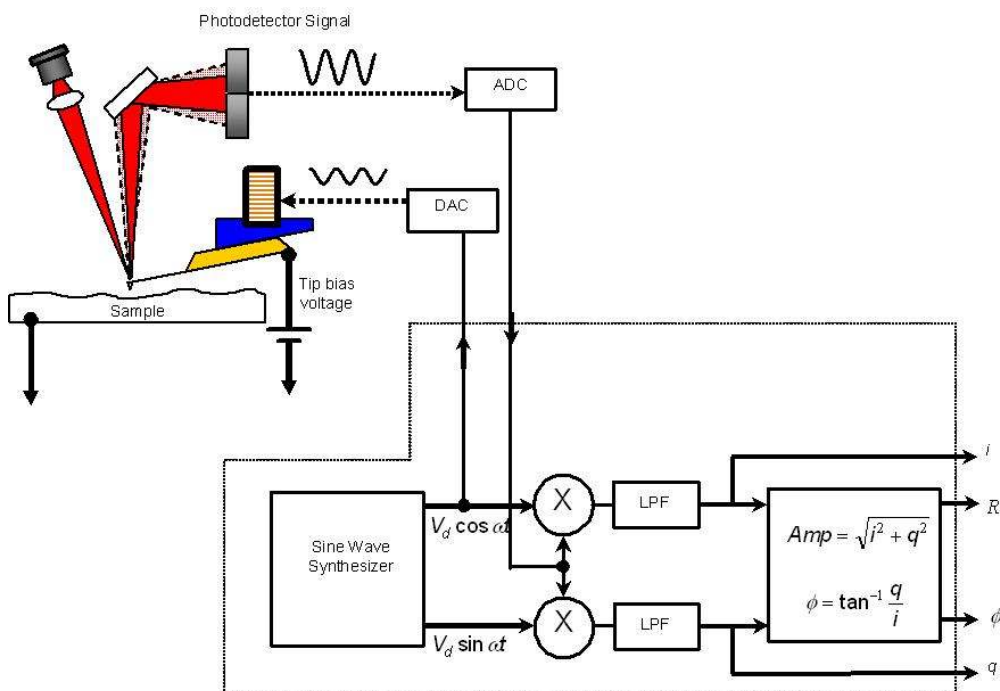 Photodetector Signal
ADC
DAC
Tip bias
voltage
Sample
i
X
LPF
R
V_d cos ωt
Amp = √(i² + q²)
Sine Wave
Synthesizer
φ = tan⁻¹ q/i
X
LPF
φ
V_d sin ωt
q